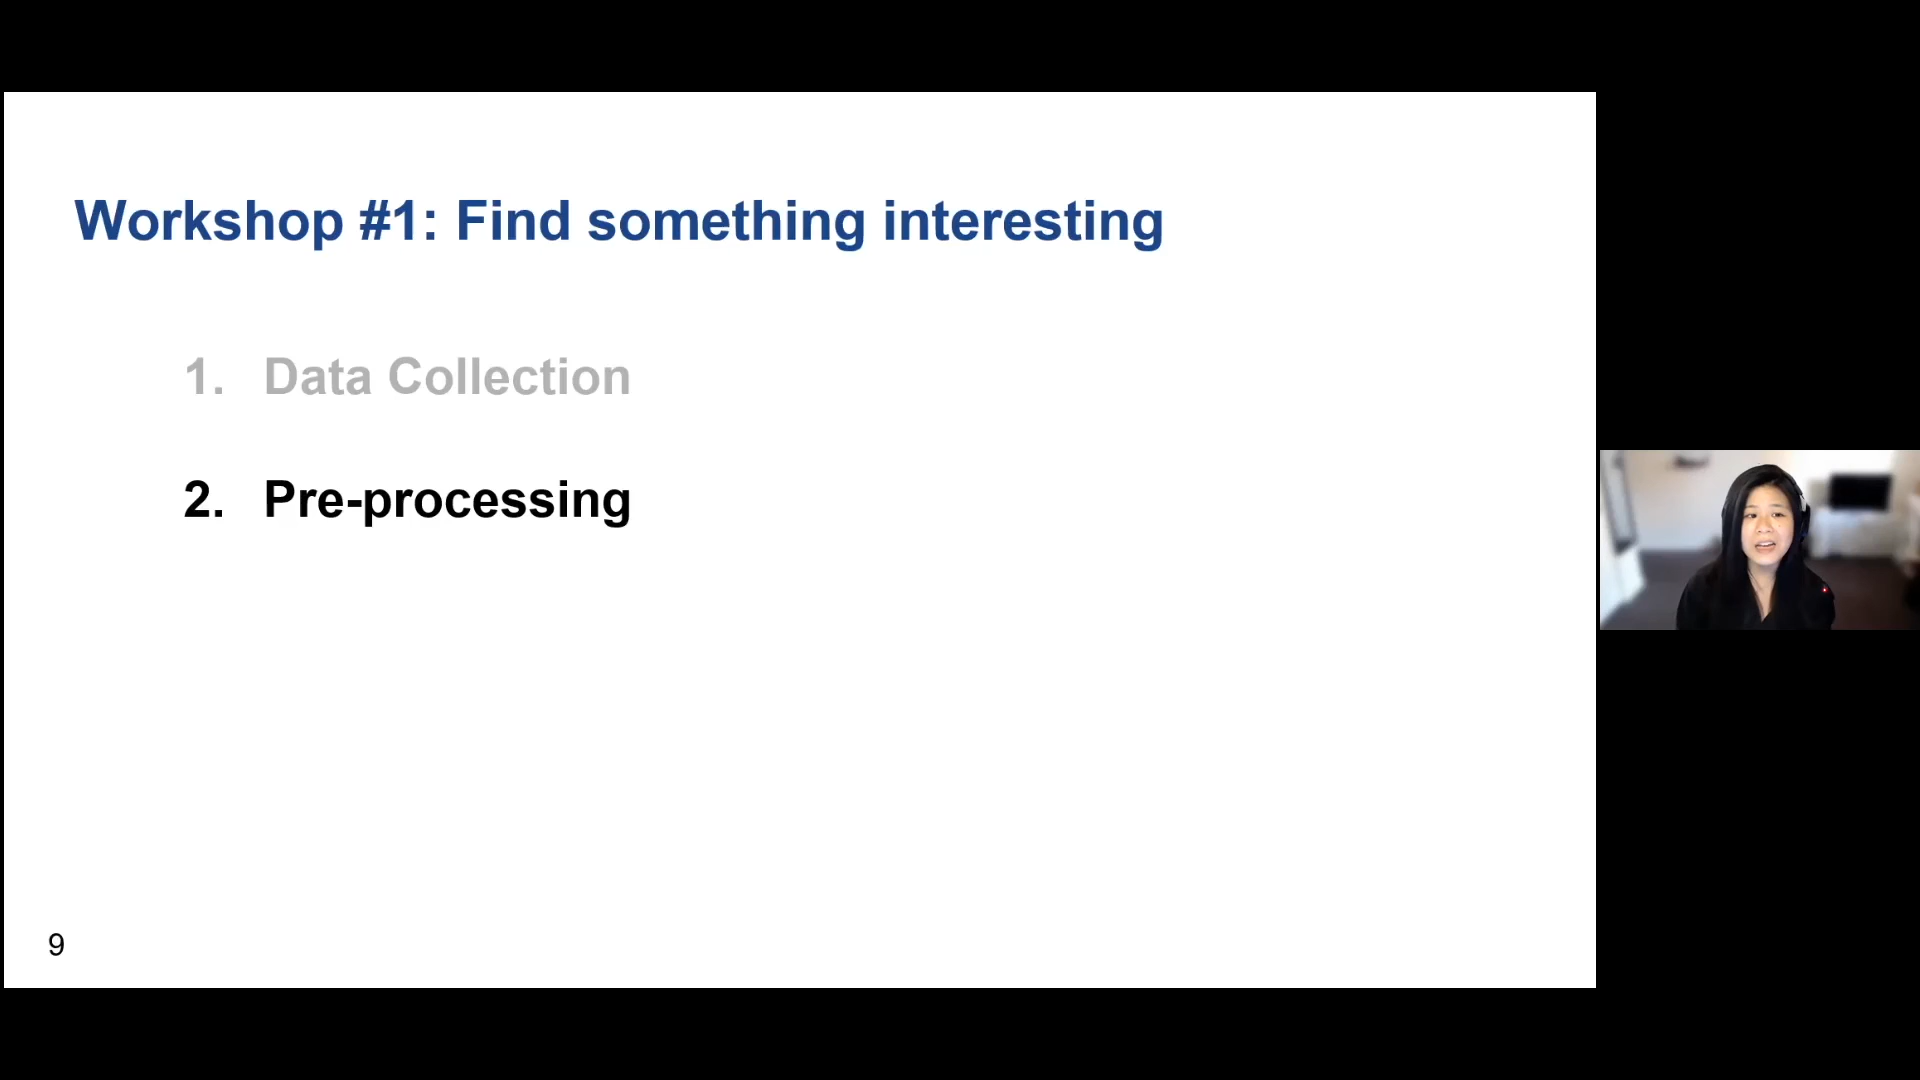 Workshop #1: Find something interesting
1. Data Collection
2. Pre-processing
9